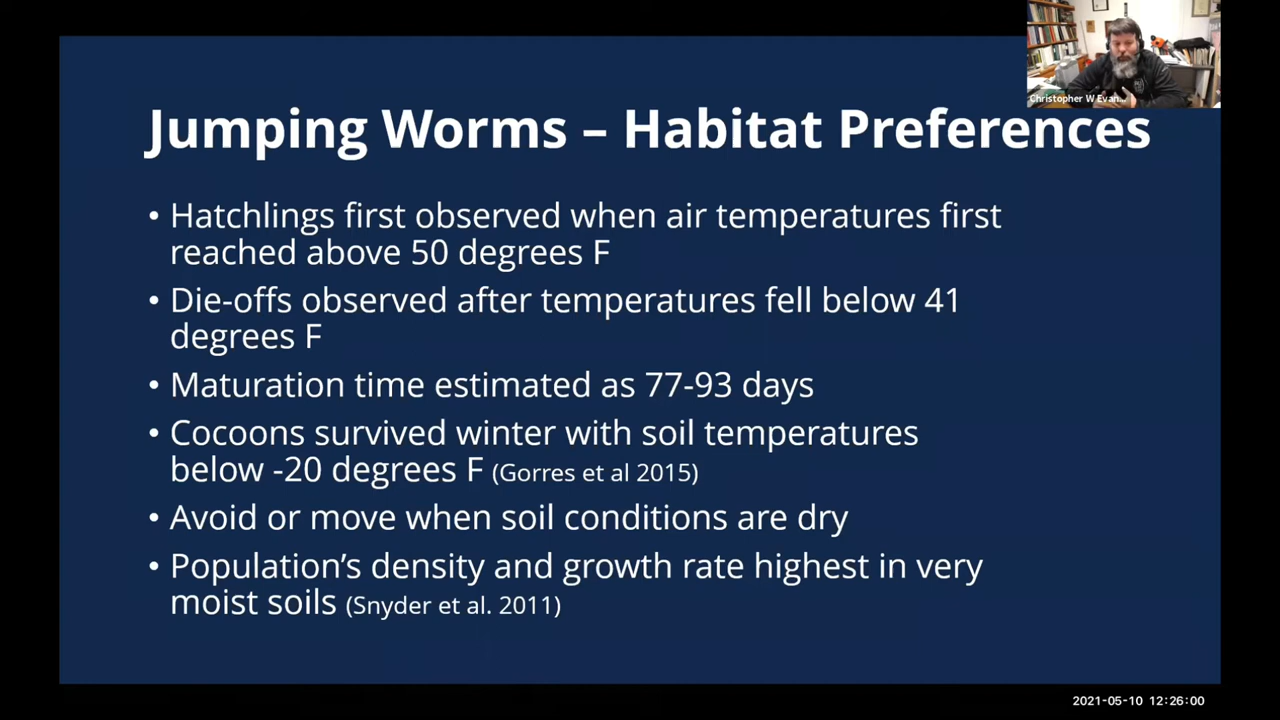 Christopher W Evan...
Jumping Worms – Habitat Preferences
• Hatchlings first observed when air temperatures first
reached above 50 degrees F
• Die-offs observed after temperatures fell below 41
degrees F
• Maturation time estimated as 77-93 days
• Cocoons survived winter with soil temperatures
below -20 degrees F (Gorres et al 2015)
• Avoid or move when soil conditions are dry
• Population’s density and growth rate highest in very
moist soils (Snyder et al. 2011)
2021-05-10 12:26:00